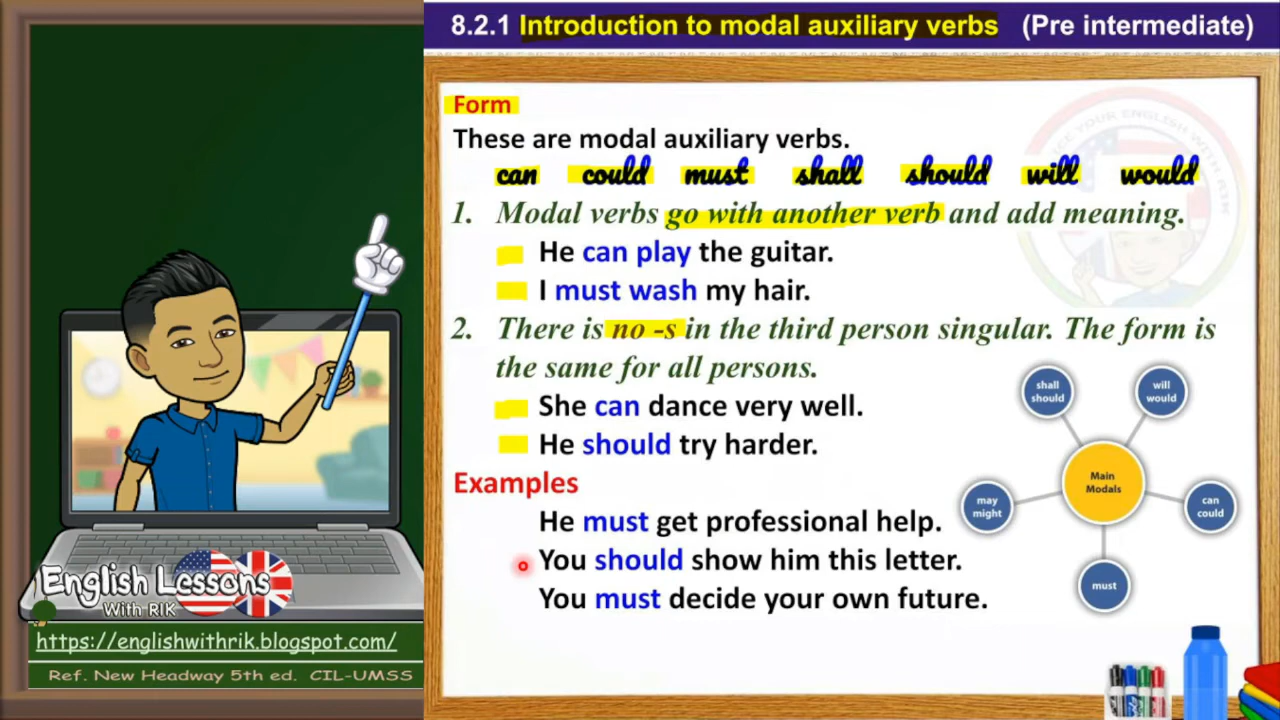 8.2.1 Introduction to modal auxiliary verbs (Pre intermediate)
Form
These are modal auxiliary verbs.
can could must shall should will would
1. Modal verbs go with another verb and add meaning.
He can play the guitar.
I must wash my hair.
2. There is no -s in the third person singular. The form is
the same for all persons.
She can dance very well.
He should try harder.
Examples
He must get professional help.
You should show him this letter.
You must decide your own future.
shall
should
will
would
Main
Modals
may
might
can
could
must
English Lessons
With RIK
https://englishwithrik.blogspot.com/
Ref. New Headway 5th ed. CIL-UMSS